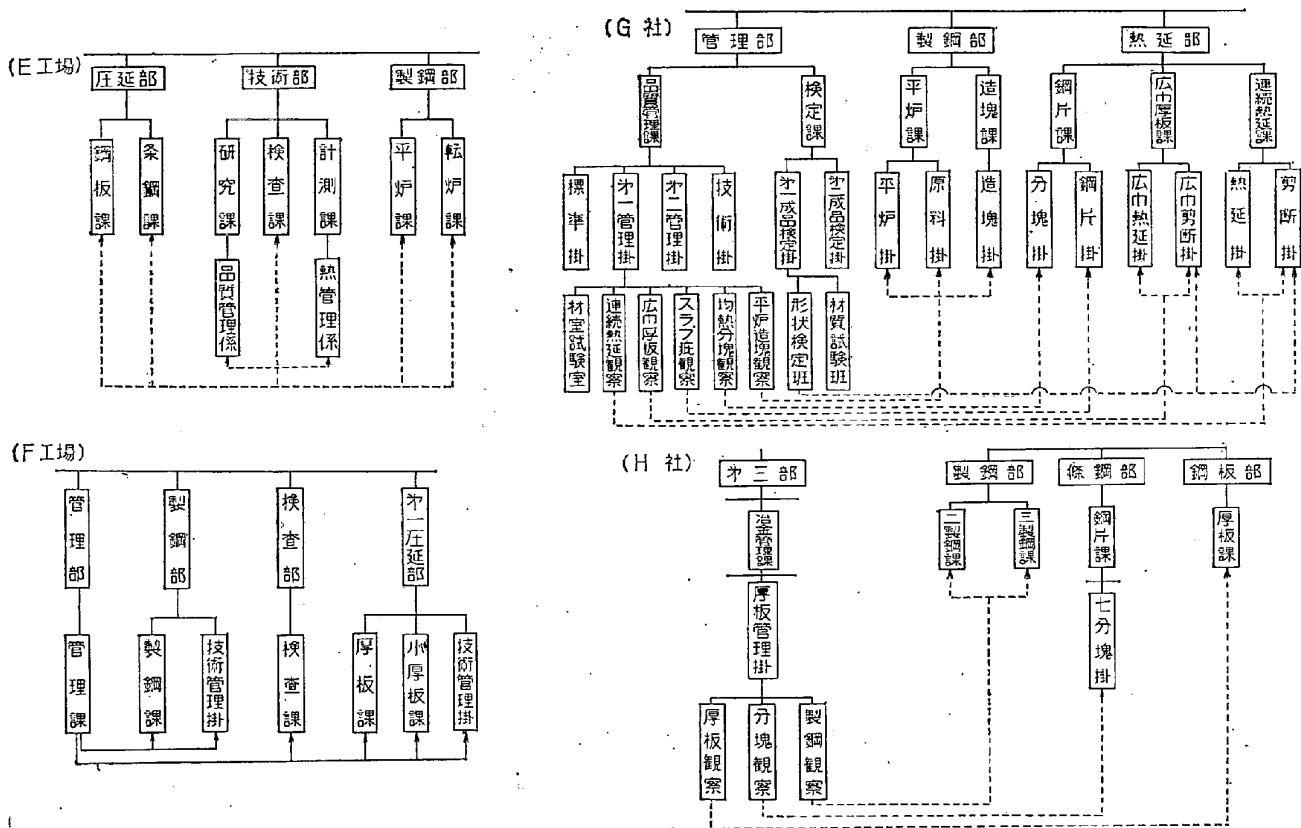 (E工場)
圧延部
技術部
製鋼部
鋼板課
条鋼課
研究課
検査課
計測課
平炉課
転炉課
品質管理係
熱管理係
(F工場)
管理部
製鋼部
検査部
才一圧延部
管理課
製鋼課
技術管理掛
検査課
厚板課
小厚板課
技術管理掛
(G社)
管理部
製鋼部
熱延部
品質管理課
検定課
平炉課
造塊課
鋼片課
広巾厚板課
連続熱延課
標準掛
才一管理掛
才二管理掛
技術掛
才一成品検定掛
才二成品検定掛
平炉掛
原料掛
造塊掛
分塊掛
鋼片掛
広巾熱延掛
広巾剪断掛
熱延掛
剪断掛
材室試験室
連続熱延観察
広巾厚板観察
スラブ疵観察
均熱分塊観察
平炉造塊観察
形状検定班
材質試験班
(H社)
才三部
製鋼部
條鋼部
鋼板部
冶金管理課
二製鋼課
三製鋼課
鋼片課
厚板課
厚板管理掛
七分塊掛
厚板観察
分塊観察
製鋼観察